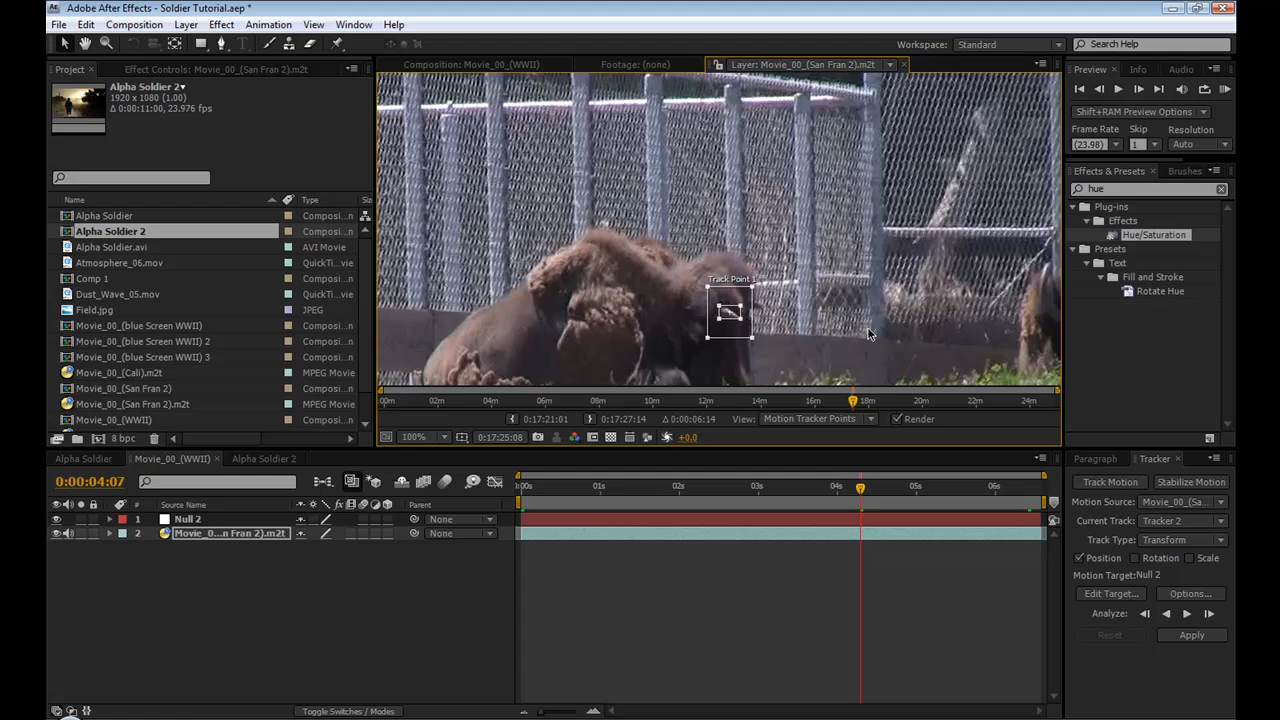 Adobe After Effects - Soldier Tutorial.aep *
File Edit Composition Layer Effect Animation View Window Help
Workspace: Standard Search Help
Project Effect Controls: Movie_00_(San Fran 2).m2t
Composition: Movie_00_(WWII) Footage: (none) Layer: Movie_00_(San Fran 2).m2t
Preview Info Audio
Alpha Soldier 2
1920 x 1080 (1.00)
Δ 0:00:11:00, 23.976 fps
Shift+RAM Preview Options
Frame Rate Skip Resolution
(23.98) 1 Auto
Effects & Presets Brushes
hue
Name Type Si
Alpha Soldier Composi...n
Alpha Soldier 2 Composi...n
Alpha Soldier.avi AVI Movie
Atmosphere_06.mov QuickTi...vie
Comp 1 Composi...n
Dust_Wave_05.mov QuickTi...vie
Field.jpg JPEG
Movie_00_(blue Screen WWII) Composi...n
Movie_00_(blue Screen WWII) 2 Composi...n
Movie_00_(blue Screen WWII) 3 Composi...n
Movie_00_(Cali).m2t MPEG Movie
Movie_00_(San Fran 2) Composi...n
Movie_00_(San Fran 2).m2t MPEG Movie
Movie_00_(WWII) Composi...n
8 bpc
Track Point 1
Plug-ins
Effects
Hue/Saturation
Presets
Text
Fill and Stroke
Rotate Hue
00m 02m 04m 06m 08m 10m 12m 14m 16m 18m 20m 22m 24m
0:17:21:01 0:17:27:14 Δ 0:00:06:14 View: Motion Tracker Points Render
100% 0:17:25:08 +0.0
Alpha Soldier Movie_00_(WWII) Alpha Soldier 2
0:00:04:07
:00s 01s 02s 03s 04s 05s 06s
# Source Name Parent
1 Null 2 None
2 Movie_0...n Fran 2).m2t None
Toggle Switches / Modes
Paragraph Tracker
Track Motion Stabilize Motion
Motion Source: Movie_00_(Sa...
Current Track: Tracker 2
Track Type: Transform
Position Rotation Scale
Motion Target:Null 2
Edit Target... Options...
Analyze:
Reset Apply